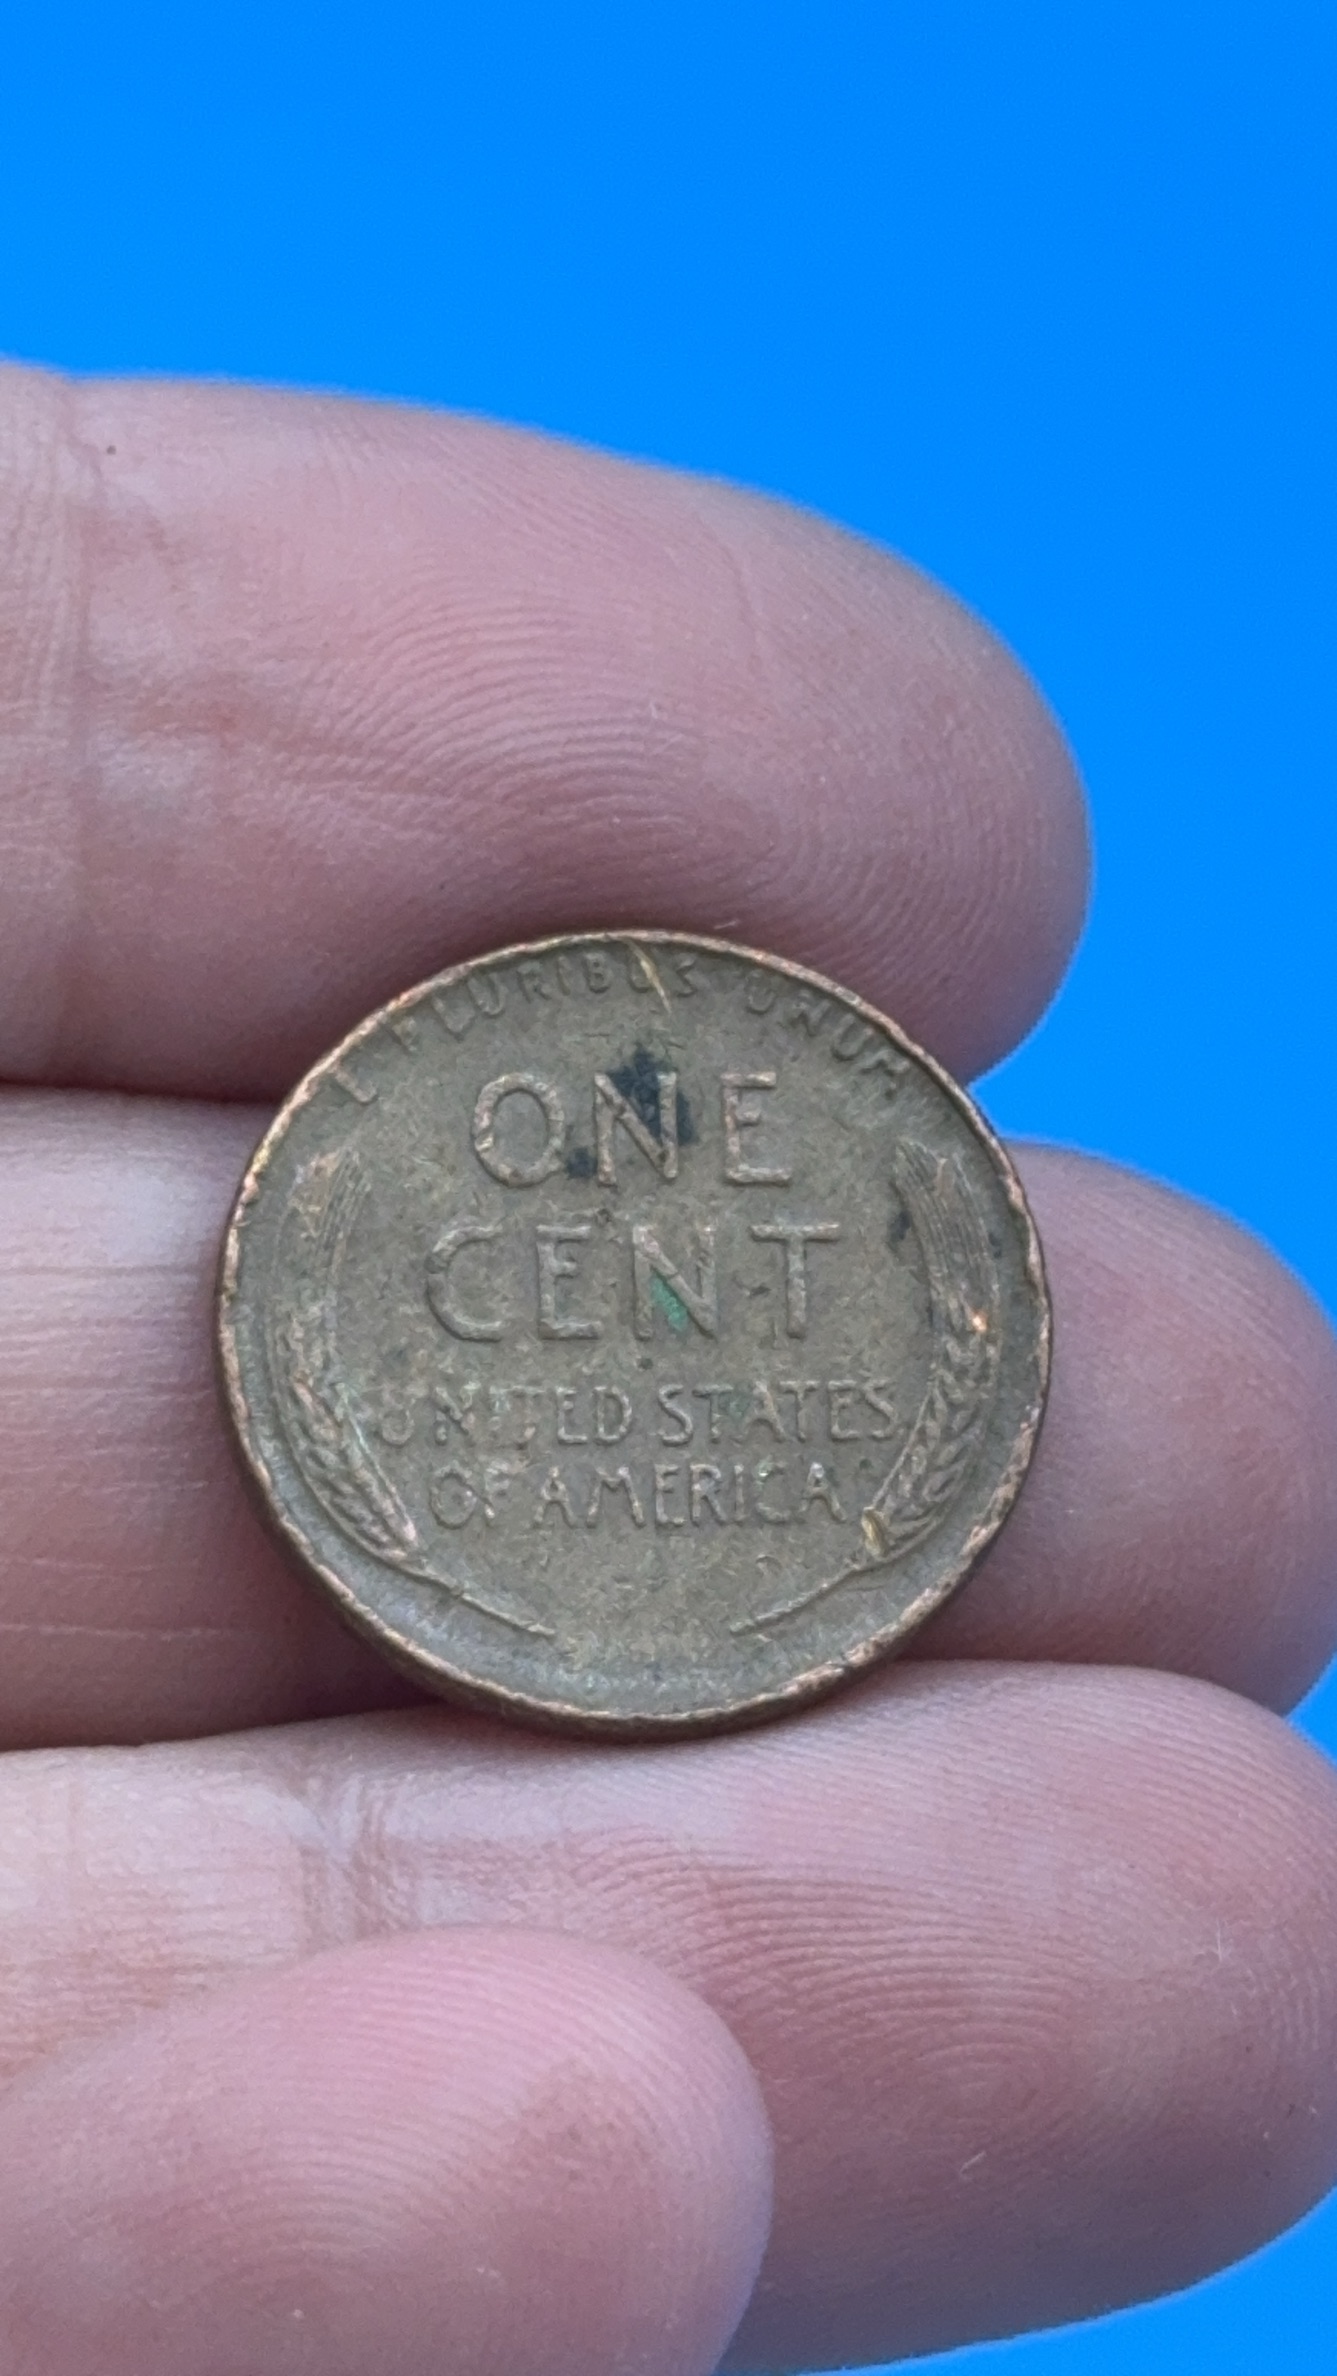 E PLURIBUS UNUM
ONE
CENT
UNITED STATES
OF AMERICA